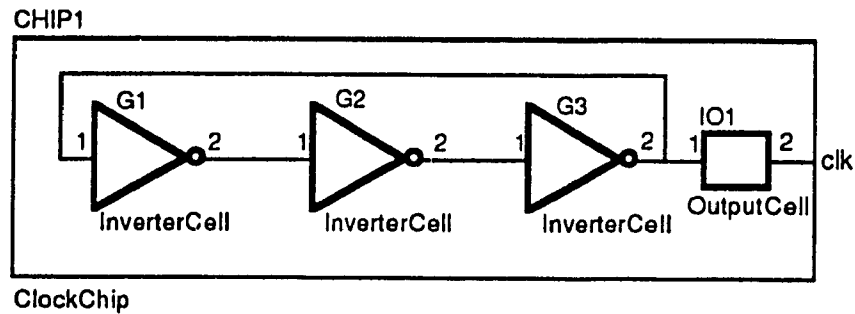 CHIP1
G1
G2
G3
IO1
1
2
1
2
1
2
1
2
clk
InverterCell
InverterCell
InverterCell
OutputCell
ClockChip